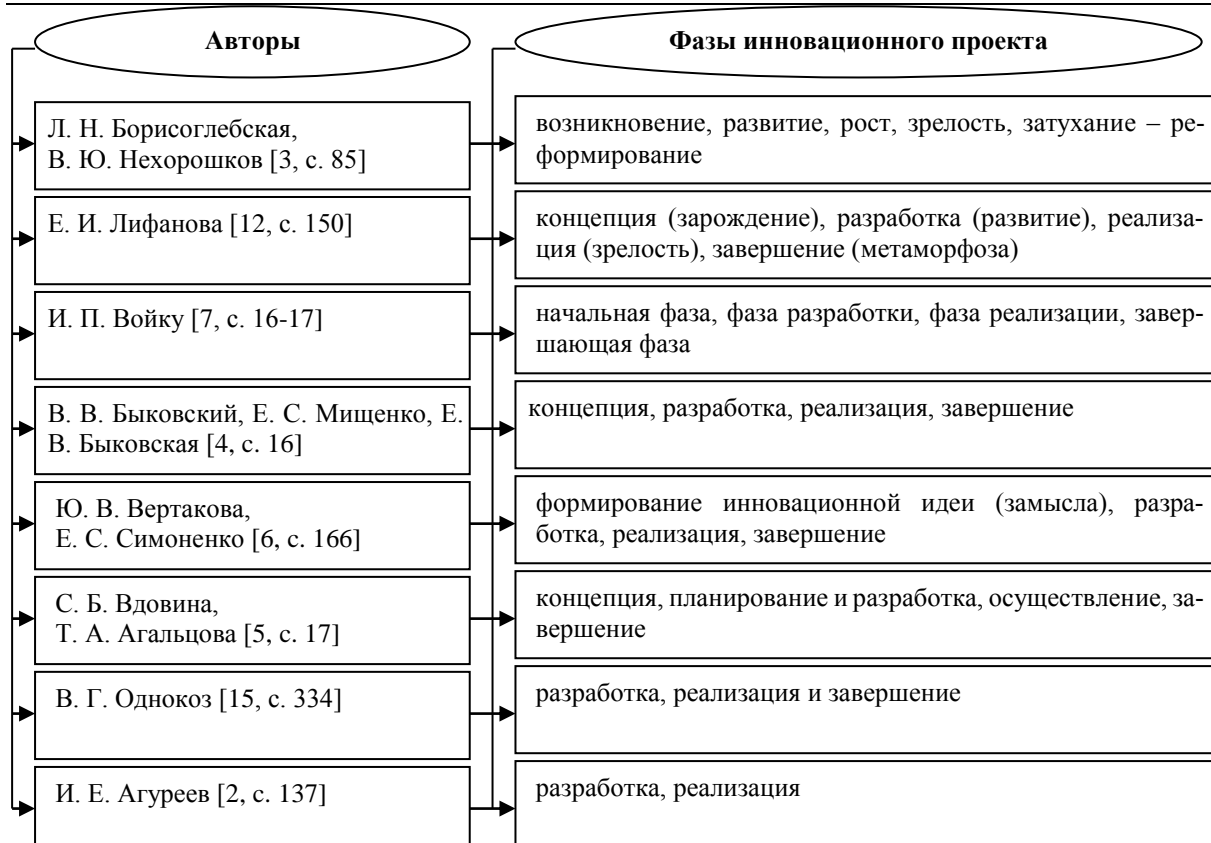 Авторы
Фазы инновационного проекта
Л. Н. Борисоглебская,
В. Ю. Нехорошков [3, с. 85]
возникновение, развитие, рост, зрелость, затухание – ре-
формирование
Е. И. Лифанова [12, с. 150]
концепция (зарождение), разработка (развитие), реализа-
ция (зрелость), завершение (метаморфоза)
И. П. Войку [7, с. 16-17]
начальная фаза, фаза разработки, фаза реализации, завер-
шающая фаза
В. В. Быковский, Е. С. Мищенко, Е.
В. Быковская [4, с. 16]
концепция, разработка, реализация, завершение
Ю. В. Вертакова,
Е. С. Симоненко [6, с. 166]
формирование инновационной идеи (замысла), разра-
ботка, реализация, завершение
С. Б. Вдовина,
Т. А. Агальцова [5, с. 17]
концепция, планирование и разработка, осуществление, за-
вершение
В. Г. Однокоз [15, с. 334]
разработка, реализация и завершение
И. Е. Агуреев [2, с. 137]
разработка, реализация